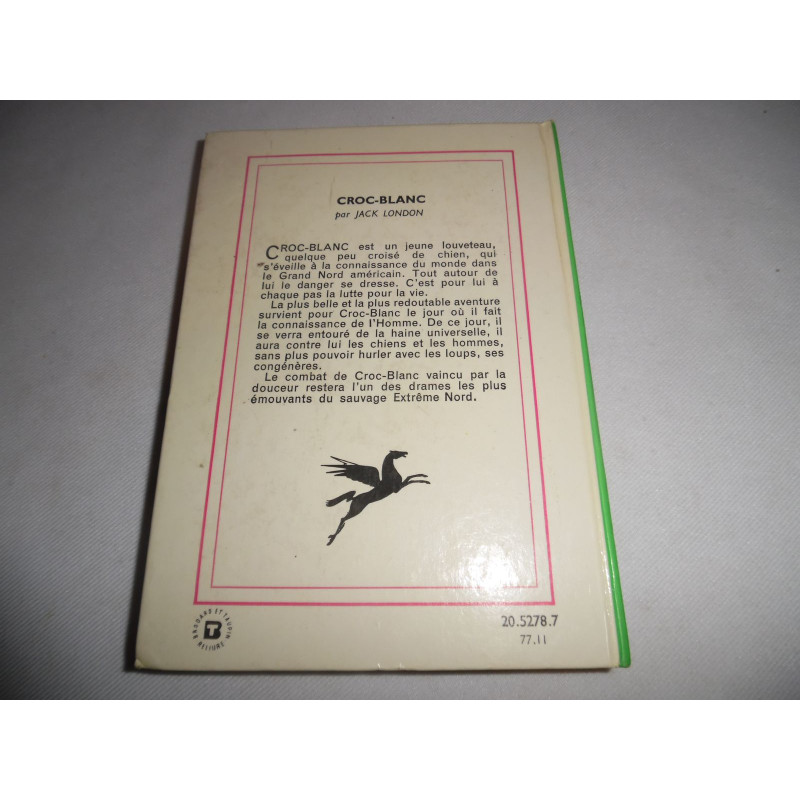 CROC-BLANC
par JACK LONDON
CROC-BLANC est un jeune louveteau,
quelque peu croisé de chien, qui
s'éveille à la connaissance du monde dans
le Grand Nord américain. Tout autour de
lui le danger se dresse. C'est pour lui à
chaque pas la lutte pour la vie.
La plus belle et la plus redoutable aventure
survient pour Croc-Blanc le jour où il fait
la connaissance de l'Homme. De ce jour, il
se verra entouré de la haine universelle, il
aura contre lui les chiens et les hommes,
sans plus pouvoir hurler avec les loups, ses
congénères.
Le combat de Croc-Blanc vaincu par la
douceur restera l'un des drames les plus
émouvants du sauvage Extrême Nord.
BRODARD ET TAUPIN
RELIURE
BT
20.5278.7
77.11